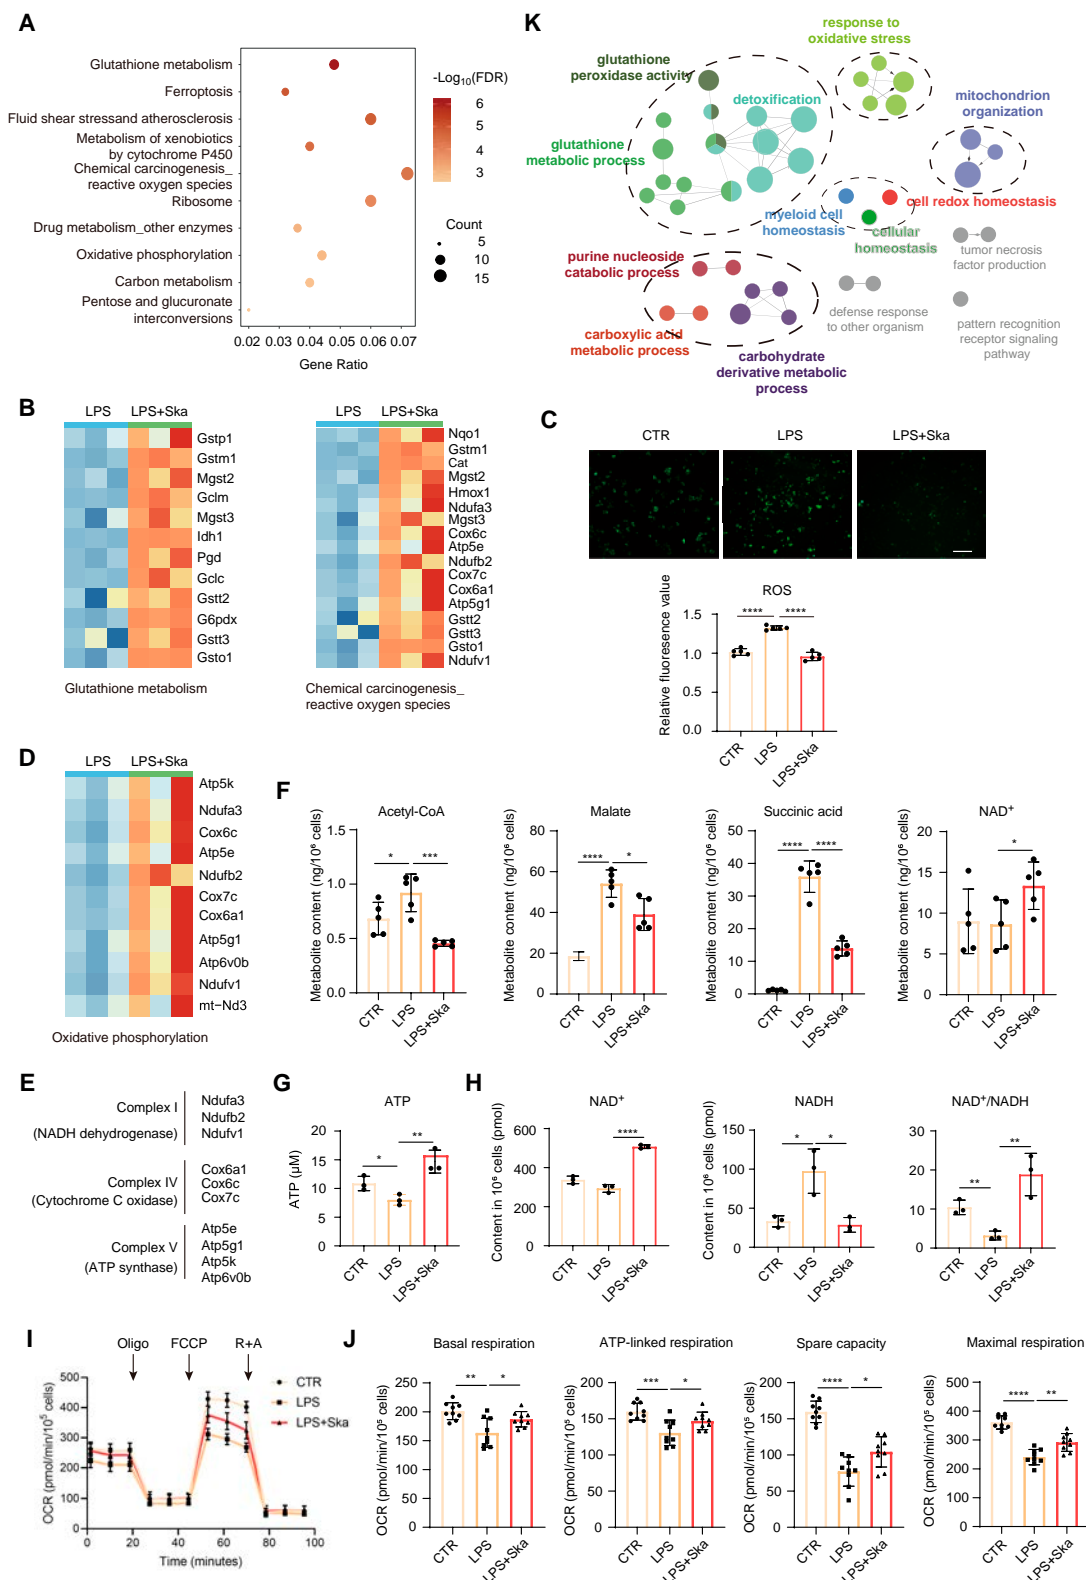 A
Glutathione metabolism
Ferroptosis
Fluid shear stressand atherosclerosis
Metabolism of xenobiotics
by cytochrome P450
Chemical carcinogenesis_
reactive oxygen species
Ribosome
Drug metabolism_other enzymes
Oxidative phosphorylation
Carbon metabolism
Pentose and glucuronate
interconversions
0.02 0.03 0.04 0.05 0.06 0.07
Gene Ratio
-Log10(FDR)
6
5
4
3
Count
5
10
15
K
response to
oxidative stress
glutathione
peroxidase activity
detoxification
mitochondrion
organization
glutathione
metabolic process
cell redox homeostasis
myeloid cell
homeostasis
cellular
homeostasis
tumor necrosis
factor production
purine nucleoside
catabolic process
defense response
to other organism
pattern recognition
receptor signaling
pathway
carboxylic acid
metabolic process
carbohydrate
derivative metabolic
process
B
LPS LPS+Ska
Gstp1
Gstm1
Mgst2
Gclm
Mgst3
Idh1
Pgd
Gclc
Gstt2
G6pdx
Gstt3
Gsto1
Glutathione metabolism
LPS LPS+Ska
Nqo1
Gstm1
Cat
Mgst2
Hmox1
Ndufa3
Mgst3
Cox6c
Atp5e
Ndufb2
Cox7c
Cox6a1
Atp5g1
Gstt2
Gstt3
Gsto1
Ndufv1
Chemical carcinogenesis_
reactive oxygen species
C
CTR LPS LPS+Ska
ROS
Relative fluorescence value
1.5
1.0
0.5
0.0
**** ****
CTR LPS LPS+Ska
D
LPS LPS+Ska
Atp5k
Ndufa3
Cox6c
Atp5e
Ndufb2
Cox7c
Cox6a1
Atp5g1
Atp6v0b
Ndufv1
mt−Nd3
Oxidative phosphorylation
F
Acetyl-CoA
Metabolite content (ng/10⁶ cells)
1.5
1.0
0.5
0.0
* ***
CTR LPS LPS+Ska
Malate
Metabolite content (ng/10⁶ cells)
80
60
40
20
0
**** *
CTR LPS LPS+Ska
Succinic acid
Metabolite content (ng/10⁶ cells)
50
40
30
20
10
0
**** ****
CTR LPS LPS+Ska
NAD⁺
Metabolite content (ng/10⁶ cells)
20
15
10
5
0
*
CTR LPS LPS+Ska
E
Complex I
(NADH dehydrogenase)
Ndufa3
Ndufb2
Ndufv1
Complex IV
(Cytochrome C oxidase)
Cox6a1
Cox6c
Cox7c
Complex V
(ATP synthase)
Atp5e
Atp5g1
Atp5k
Atp6v0b
G
ATP
ATP (μM)
20
15
10
5
0
* **
CTR LPS LPS+Ska
H
NAD⁺
Content in 10⁶ cells (pmol)
600
400
200
0
****
CTR LPS LPS+Ska
NADH
Content in 10⁶ cells (pmol)
150
100
50
0
* *
CTR LPS LPS+Ska
NAD⁺/NADH
30
20
10
0
** **
CTR LPS LPS+Ska
I
Oligo FCCP R+A
OCR (pmol/min/10⁵ cells)
500
400
300
200
100
0
0 20 40 60 80 100
Time (minutes)
CTR
LPS
LPS+Ska
J
Basal respiration
OCR (pmol/min/10⁵ cells)
250
200
150
100
50
0
** *
CTR LPS LPS+Ska
ATP-linked respiration
OCR (pmol/min/10⁵ cells)
200
150
100
50
0
*** *
CTR LPS LPS+Ska
Spare capacity
OCR (pmol/min/10⁵ cells)
200
150
100
50
0
**** *
CTR LPS LPS+Ska
Maximal respiration
OCR (pmol/min/10⁵ cells)
500
400
300
200
100
0
**** **
CTR LPS LPS+Ska